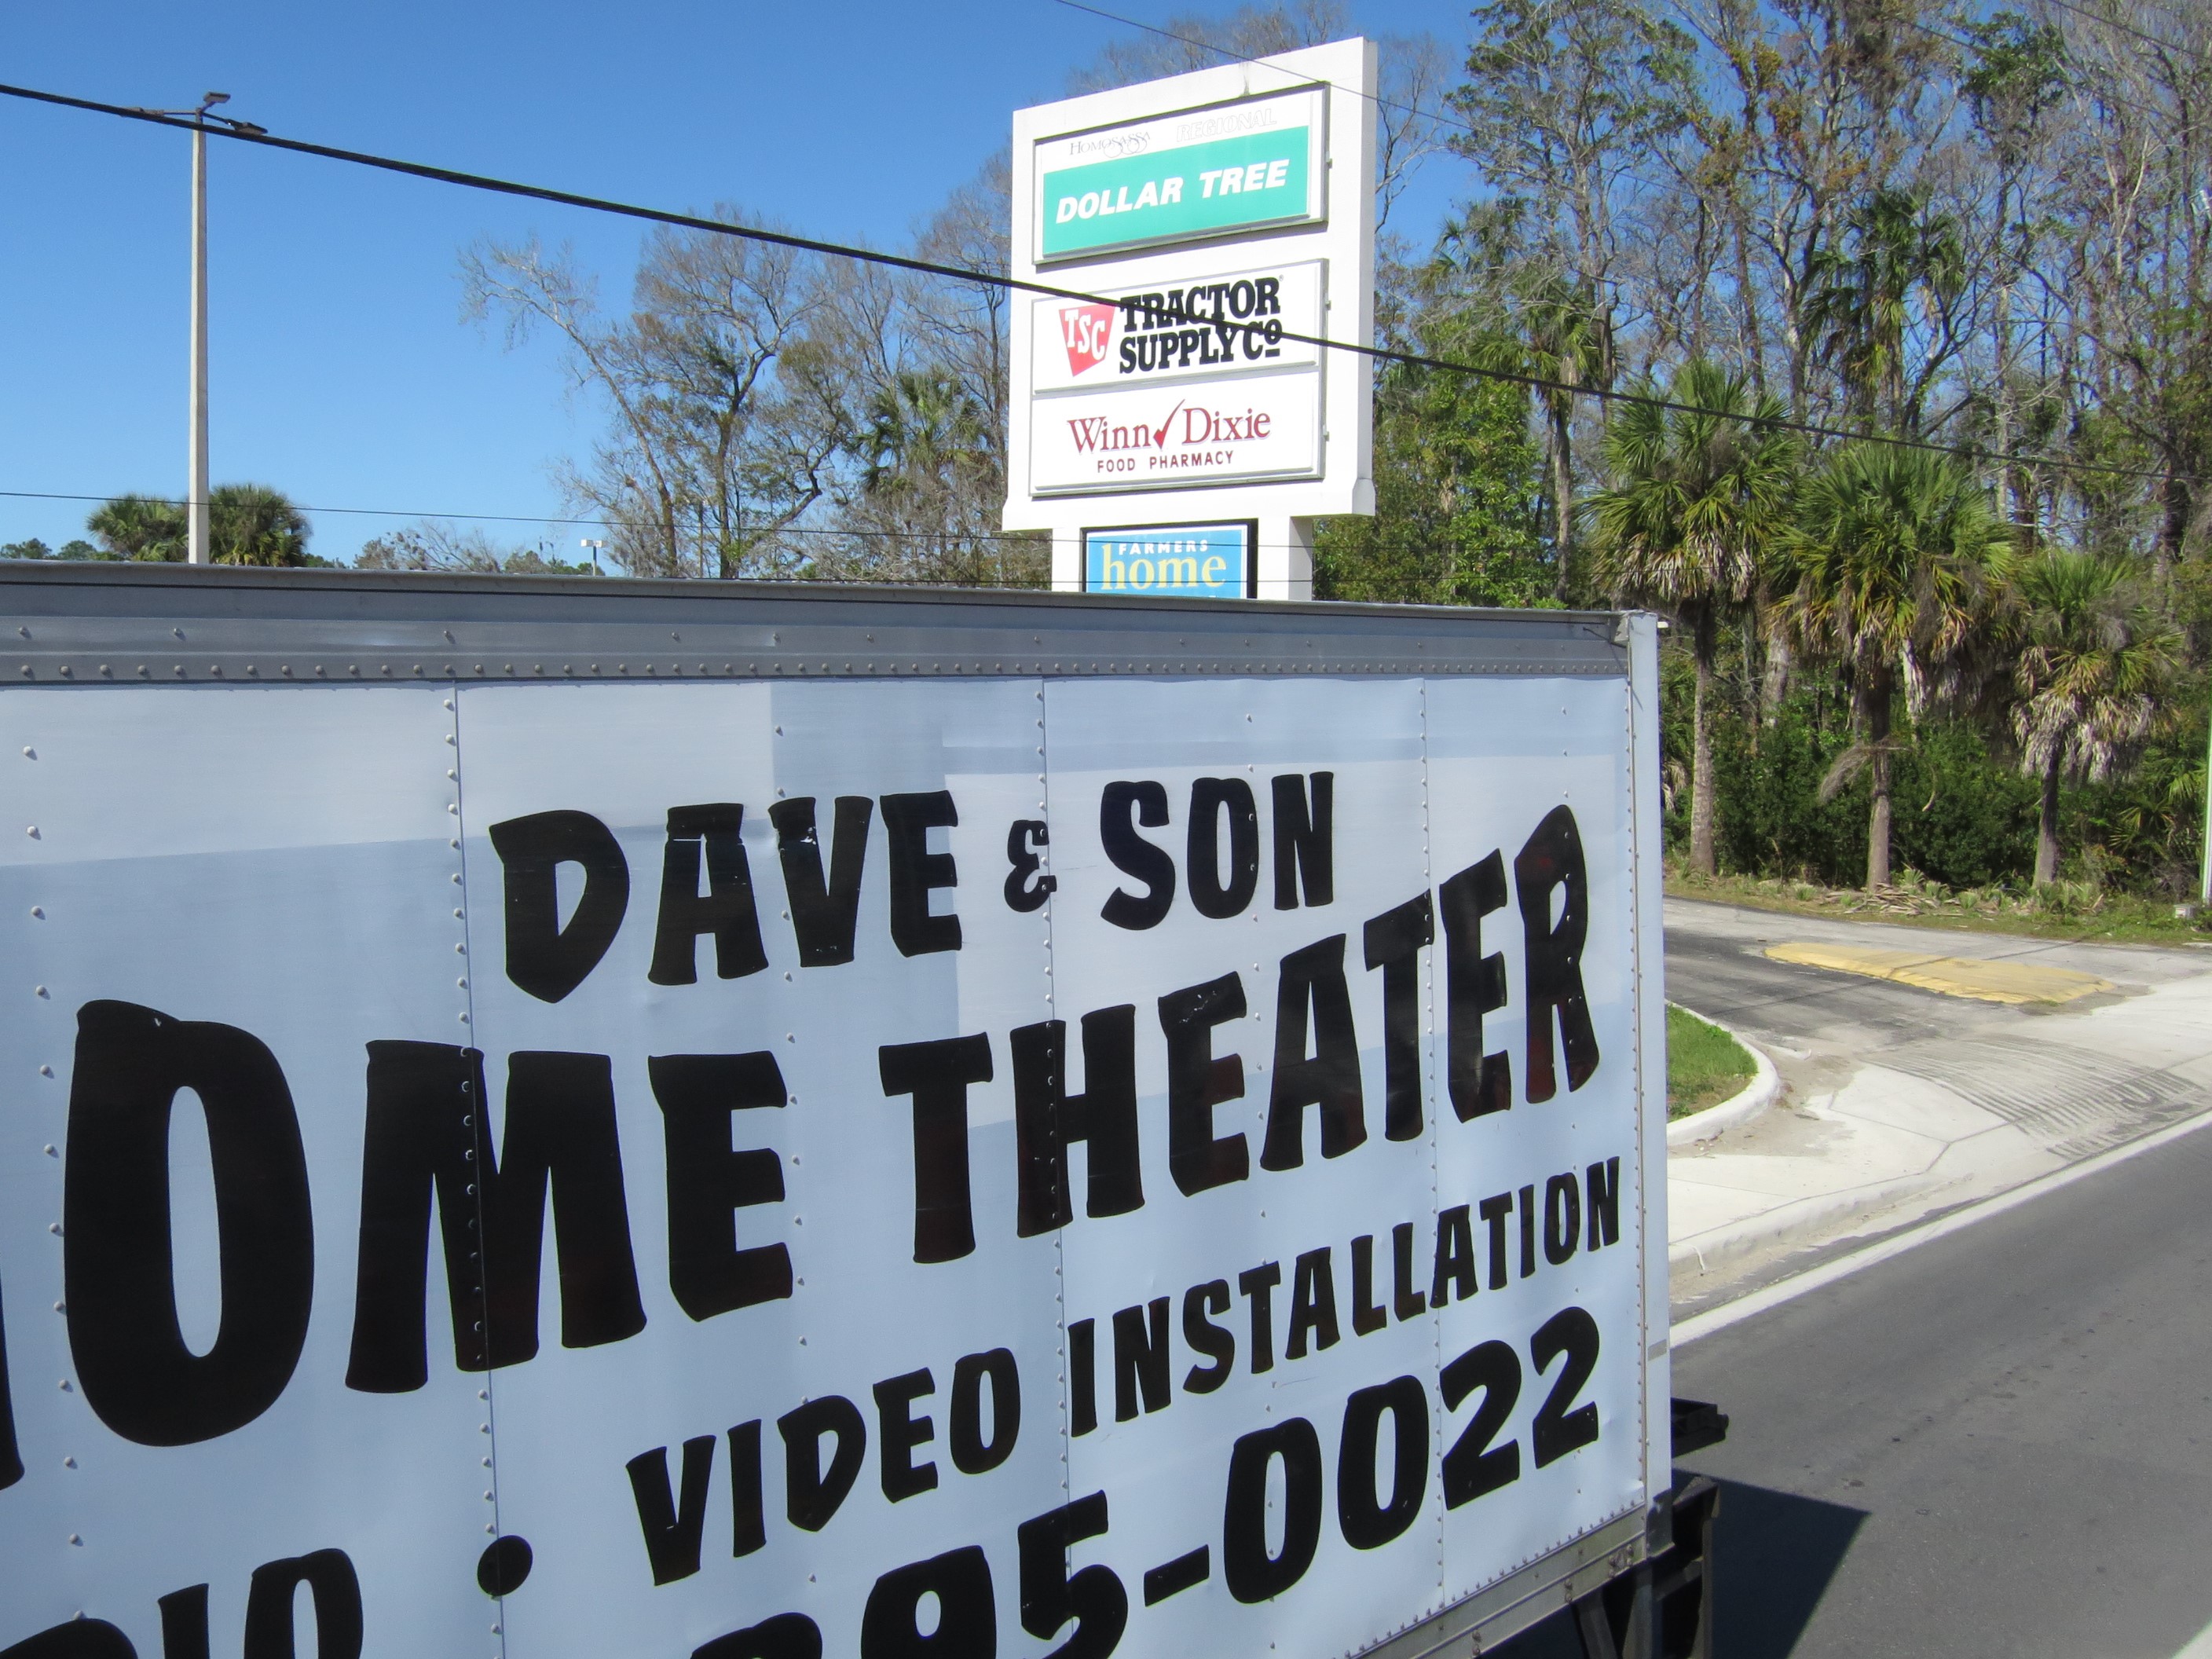 HOMOSASSA REGIONAL
DOLLAR TREE
TSC TRACTOR
SUPPLY CO
Winn Dixie
FOOD PHARMACY
FARMERS
home
DAVE & SON
OME THEATER
DIO • VIDEO INSTALLATION
95-0022